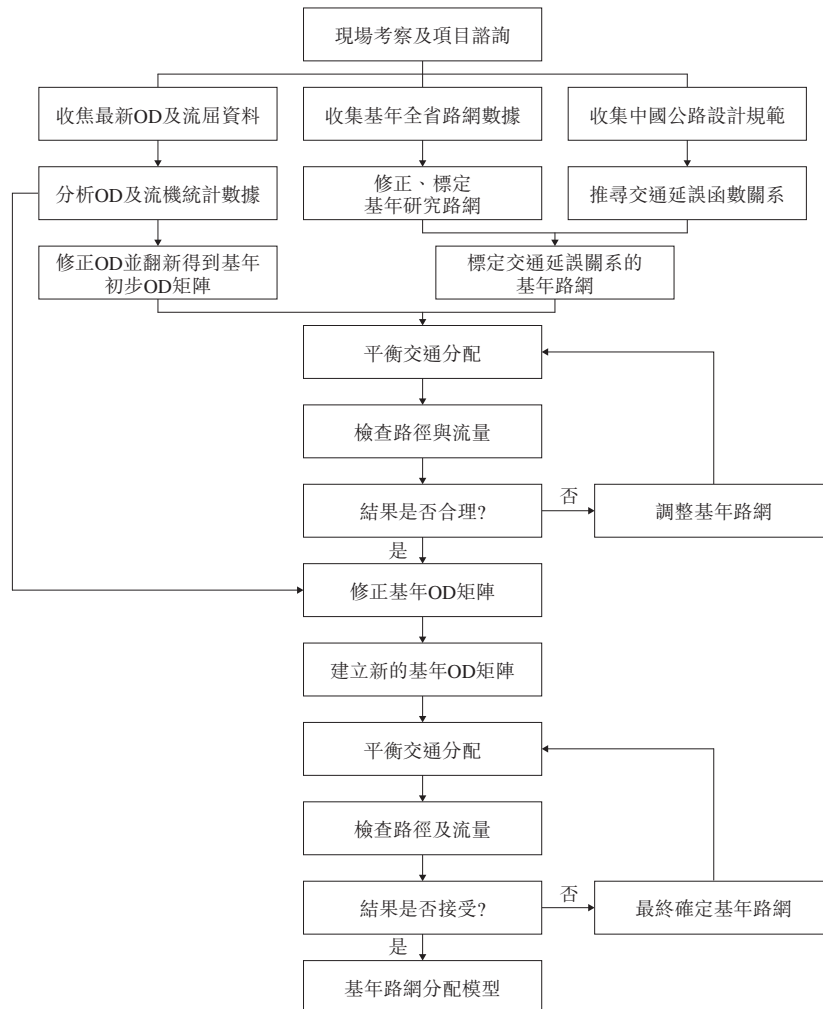 現場考察及項目諮詢
收焦最新OD及流屈資料
收集基年全省路網數據
收集中國公路設計規範
分析OD及流機統計數據
修正、標定
基年研究路網
推尋交通延誤函數關系
修正OD並翻新得到基年
初步OD矩陣
標定交通延誤關系的
基年路網
平衡交通分配
檢查路徑與流量
結果是否合理?
否
調整基年路網
是
修正基年OD矩陣
建立新的基年OD矩陣
平衡交通分配
檢查路徑及流量
結果是否接受?
否
最終確定基年路網
是
基年路網分配模型